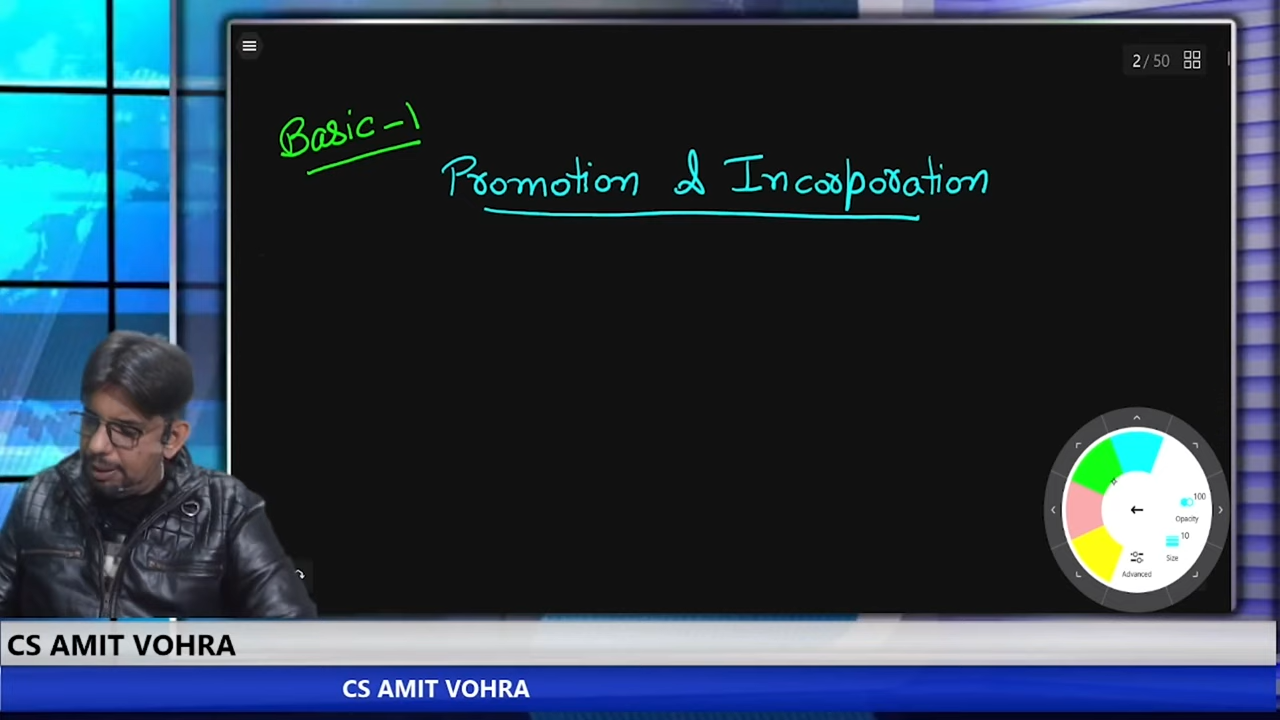 2 / 50
Basic - 1
Promotion & Incorporation
100
Opacity
10
Size
Advanced
CS AMIT VOHRA
CS AMIT VOHRA